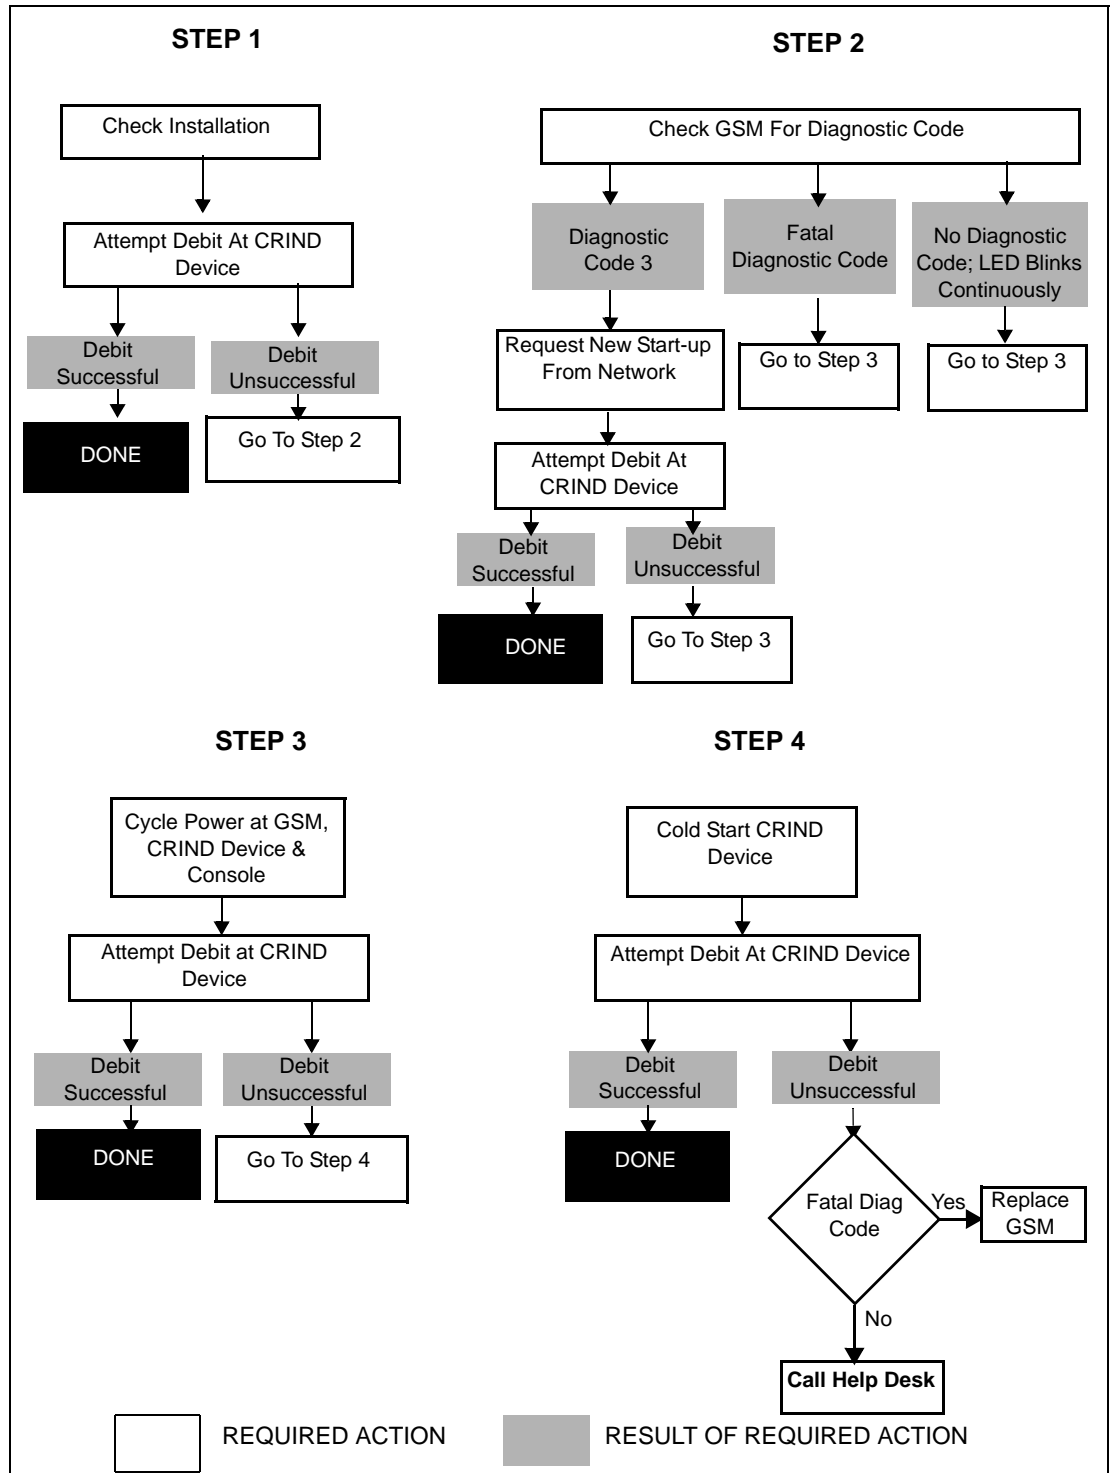 STEP 1
Check Installation
Attempt Debit At CRIND
Device
Debit
Successful
Debit
Unsuccessful
DONE
Go To Step 2
STEP 2
Check GSM For Diagnostic Code
Diagnostic
Code 3
Fatal
Diagnostic Code
No Diagnostic
Code; LED Blinks
Continuously
Request New Start-up
From Network
Go to Step 3
Go to Step 3
Attempt Debit At
CRIND Device
Debit
Successful
Debit
Unsuccessful
DONE
Go To Step 3
STEP 3
Cycle Power at GSM,
CRIND Device &
Console
Attempt Debit at CRIND
Device
Debit
Successful
Debit
Unsuccessful
DONE
Go To Step 4
STEP 4
Cold Start CRIND
Device
Attempt Debit At CRIND Device
Debit
Successful
Debit
Unsuccessful
DONE
Fatal Diag
Code
Yes
Replace
GSM
No
Call Help Desk
REQUIRED ACTION
RESULT OF REQUIRED ACTION